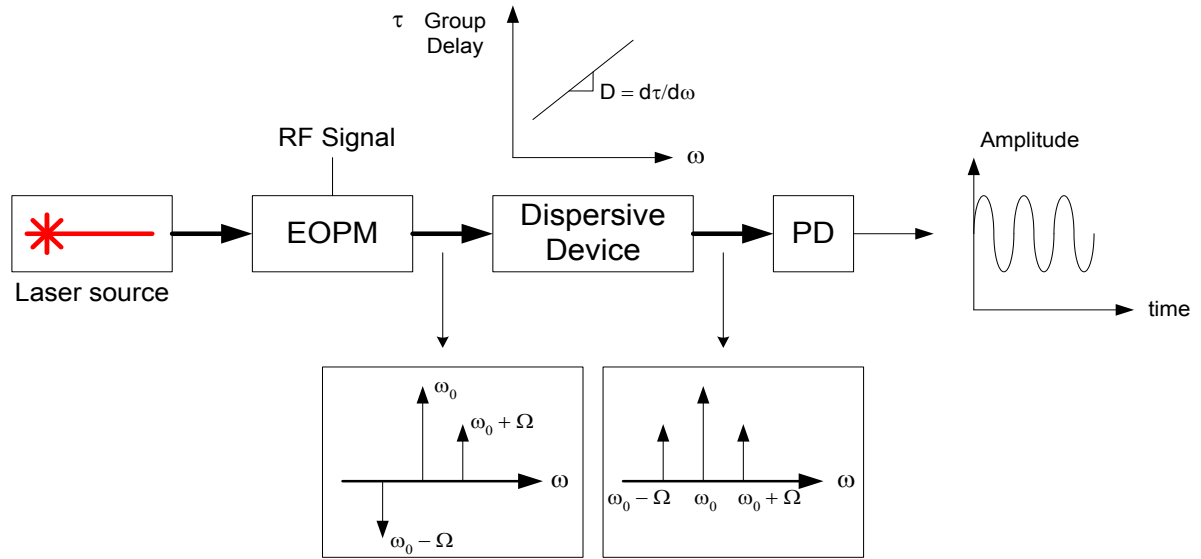 τ Group
Delay
D = dτ/dω
ω
RF Signal
Amplitude
EOPM
Dispersive
Device
PD
Laser source
time
ω₀
ω₀ + Ω
ω
ω₀ − Ω
ω
ω₀ − Ω ω₀ ω₀ + Ω